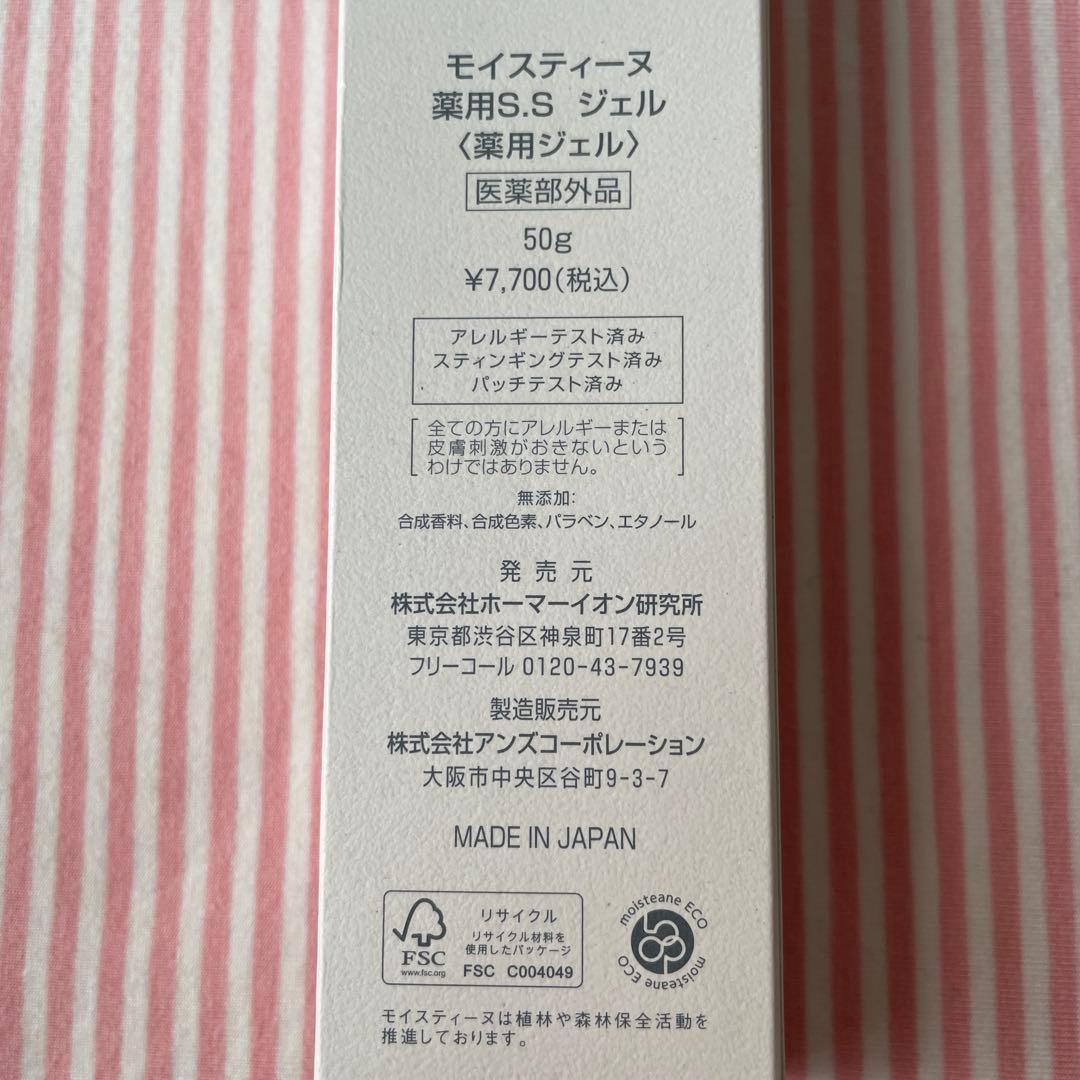 モイスティーヌ
薬用S.S ジェル
〈薬用ジェル〉
医薬部外品
50g
¥7,700(税込)
アレルギーテスト済み
スティンギングテスト済み
パッチテスト済み
全ての方にアレルギーまたは
皮膚刺激がおきないという
わけではありません。
無添加:
合成香料、合成色素、パラベン、エタノール
発売元
株式会社ホーマーイオン研究所
東京都渋谷区神泉町17番2号
フリーコール 0120-43-7939
製造販売元
株式会社アンズコーポレーション
大阪市中央区谷町9-3-7
MADE IN JAPAN
FSC
www.fsc.org
リサイクル
リサイクル材料を
使用したパッケージ
FSC C004049
moisteane ECO
moisteane ECO
モイスティーヌは植林や森林保全活動を
推進しております。